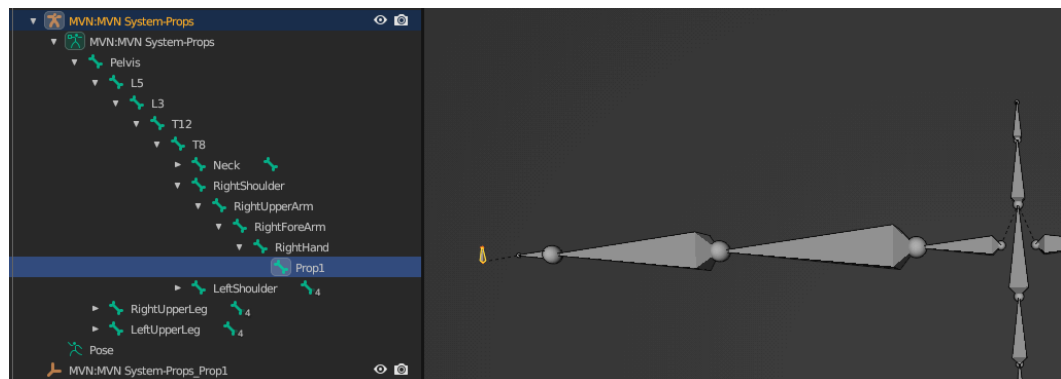 MVN:MVN System-Props
MVN:MVN System-Props
Pelvis
L5
L3
T12
T8
Neck
RightShoulder
RightUpperArm
RightForeArm
RightHand
Prop1
LeftShoulder 4
RightUpperLeg 4
LeftUpperLeg 4
Pose
MVN:MVN System-Props_Prop1